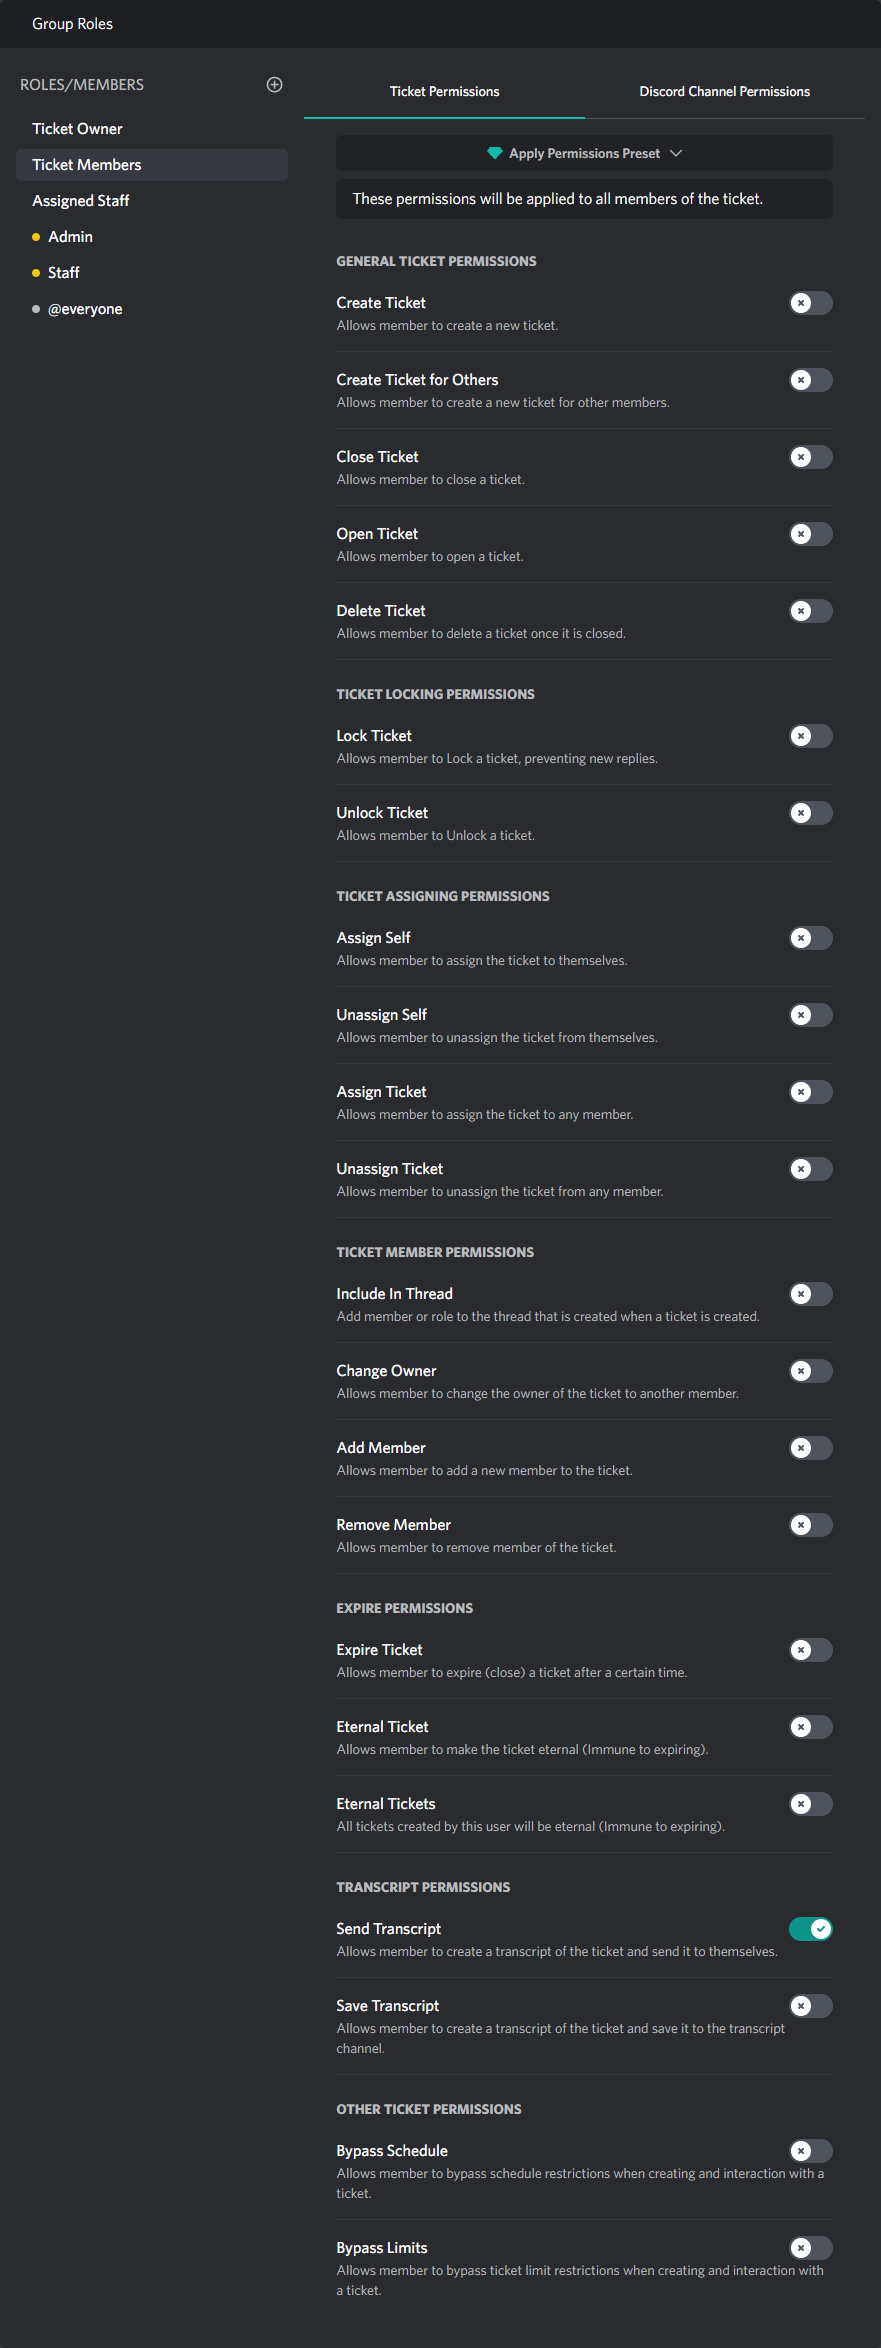 Group Roles
ROLES/MEMBERS
Ticket Owner
Ticket Members
Assigned Staff
Admin
Staff
@everyone
Ticket Permissions
Discord Channel Permissions
Apply Permissions Preset
These permissions will be applied to all members of the ticket.
GENERAL TICKET PERMISSIONS
Create Ticket
Allows member to create a new ticket.
Create Ticket for Others
Allows member to create a new ticket for other members.
Close Ticket
Allows member to close a ticket.
Open Ticket
Allows member to open a ticket.
Delete Ticket
Allows member to delete a ticket once it is closed.
TICKET LOCKING PERMISSIONS
Lock Ticket
Allows member to Lock a ticket, preventing new replies.
Unlock Ticket
Allows member to Unlock a ticket.
TICKET ASSIGNING PERMISSIONS
Assign Self
Allows member to assign the ticket to themselves.
Unassign Self
Allows member to unassign the ticket from themselves.
Assign Ticket
Allows member to assign the ticket to any member.
Unassign Ticket
Allows member to unassign the ticket from any member.
TICKET MEMBER PERMISSIONS
Include In Thread
Add member or role to the thread that is created when a ticket is created.
Change Owner
Allows member to change the owner of the ticket to another member.
Add Member
Allows member to add a new member to the ticket.
Remove Member
Allows member to remove member of the ticket.
EXPIRE PERMISSIONS
Expire Ticket
Allows member to expire (close) a ticket after a certain time.
Eternal Ticket
Allows member to make the ticket eternal (Immune to expiring).
Eternal Tickets
All tickets created by this user will be eternal (Immune to expiring).
TRANSCRIPT PERMISSIONS
Send Transcript
Allows member to create a transcript of the ticket and send it to themselves.
Save Transcript
Allows member to create a transcript of the ticket and save it to the transcript
channel.
OTHER TICKET PERMISSIONS
Bypass Schedule
Allows member to bypass schedule restrictions when creating and interaction with a
ticket.
Bypass Limits
Allows member to bypass ticket limit restrictions when creating and interaction with
a ticket.